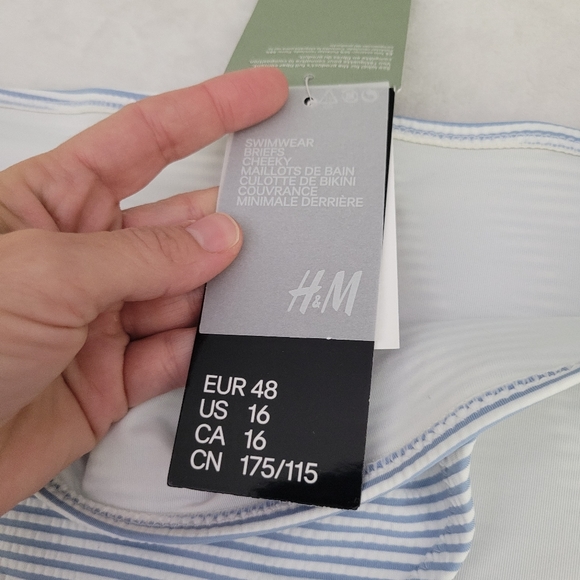 SWIMWEAR
BRIEFS
CHEEKY
MAILLOTS DE BAIN
CULOTTE DE BIKINI
COUVRANCE
MINIMALE DERRIÈRE
H&M
EUR 48
US 16
CA 16
CN 175/115